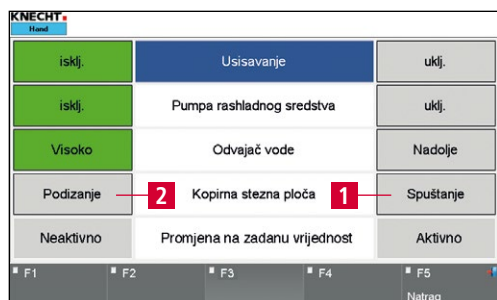 KNECHT
Hand
isklj. Usisavanje uklj.
isklj. Pumpa rashladnog sredstva uklj.
Visoko Odvajač vode Nadolje
Podizanje 2 Kopirna stezna ploča 1 Spuštanje
Neaktivno Promjena na zadanu vrijednost Aktivno
F1 F2 F3 F4 F5
Natrag